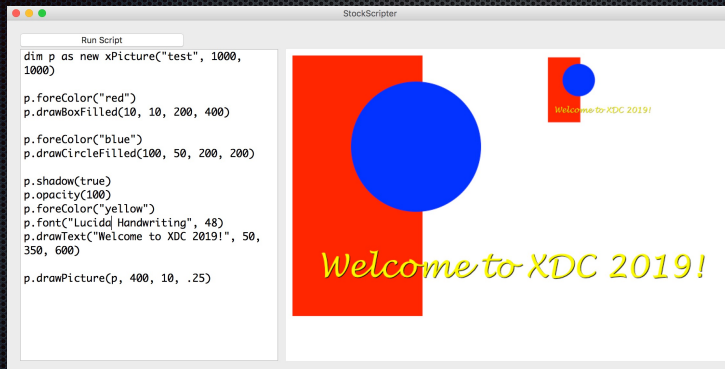 StockScripter
Run Script
dim p as new xPicture("test", 1000,
1000)
p.foreColor("red")
p.drawBoxFilled(10, 10, 200, 400)
p.foreColor("blue")
p.drawCircleFilled(100, 50, 200, 200)
p.shadow(true)
p.opacity(100)
p.foreColor("yellow")
p.font("Lucida Handwriting", 48)
p.drawText("Welcome to XDC 2019!", 50,
350, 600)
p.drawPicture(p, 400, 10, .25)
Welcome to XDC 2019!
Welcome to XDC 2019!